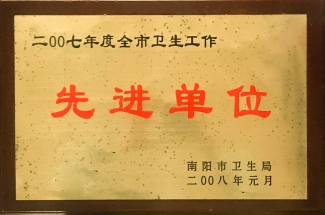 二00七年度全市卫生工作
先进单位
南阳市卫生局
二00八年元月